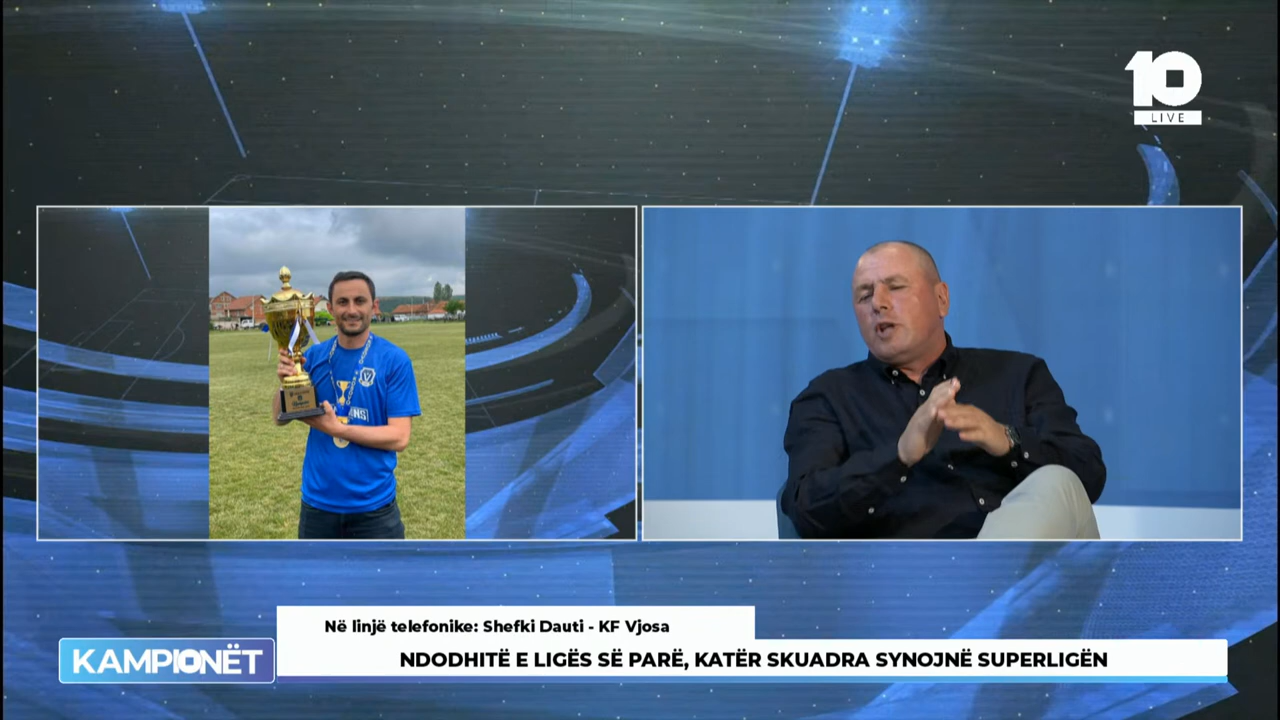 10
LIVE
Në linjë telefonike: Shefki Dauti - KF Vjosa
KAMPIONËT
NDODHITË E LIGËS SË PARË, KATËR SKUADRA SYNOJNË SUPERLIGËN